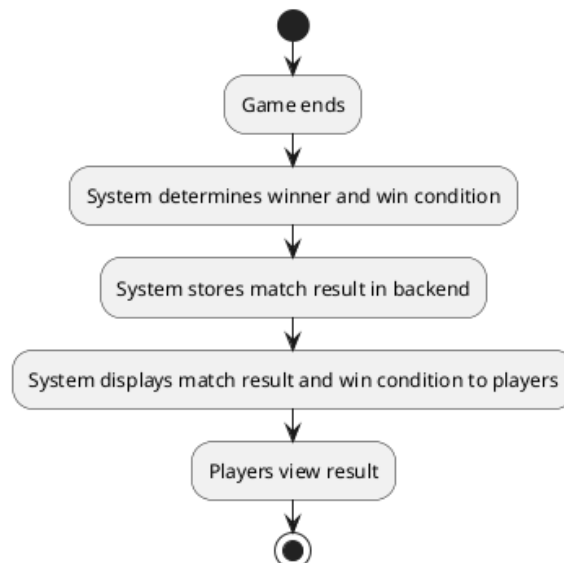 Game ends
System determines winner and win condition
System stores match result in backend
System displays match result and win condition to players
Players view result